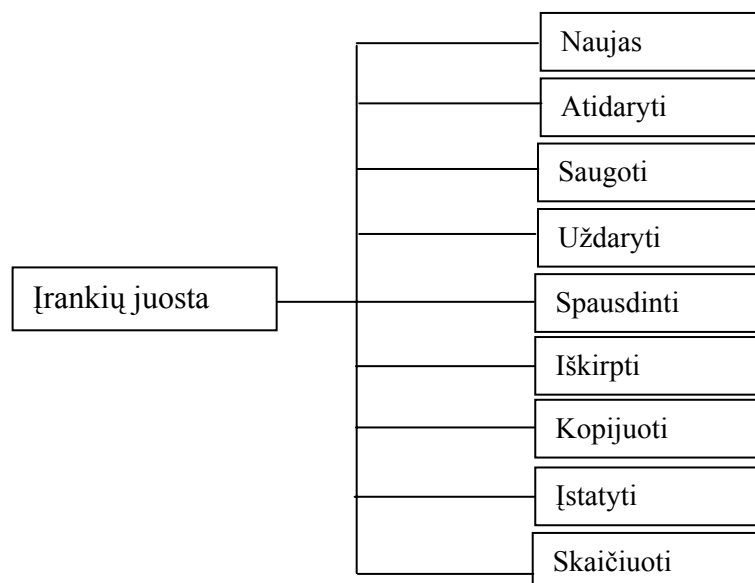 Naujas
Atidaryti
Saugoti
Uždaryti
Įrankių juosta
Spausdinti
Iškirpti
Kopijuoti
Įstatyti
Skaičiuoti